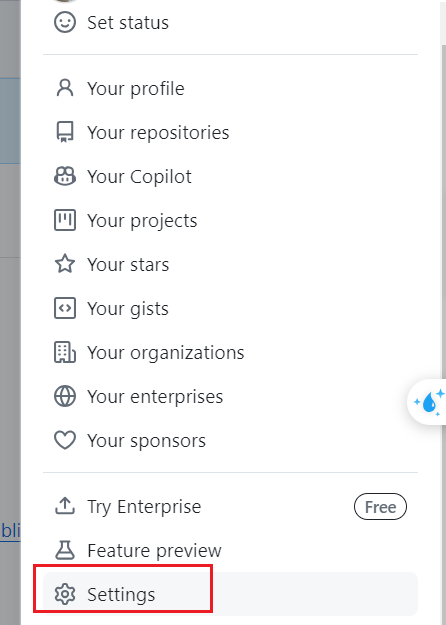 Set status
Your profile
Your repositories
Your Copilot
Your projects
Your stars
Your gists
Your organizations
Your enterprises
Your sponsors
Try Enterprise Free
Feature preview
bli
Settings